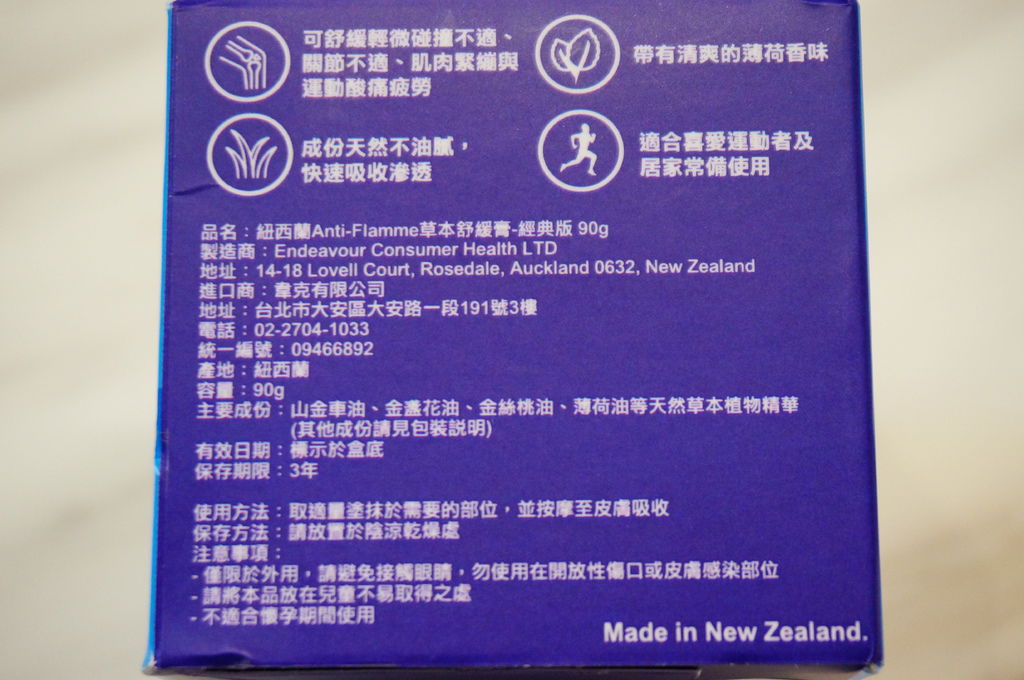 可舒緩輕微碰撞不適、
關節不適、肌肉緊繃與
運動酸痛疲勞
帶有清爽的薄荷香味
成份天然不油膩，
快速吸收滲透
適合喜愛運動者及
居家常備使用
品名：紐西蘭Anti-Flamme草本舒緩膏-經典版 90g
製造商：Endeavour Consumer Health LTD
地址：14-18 Lovell Court, Rosedale, Auckland 0632, New Zealand
進口商：韋克有限公司
地址：台北市大安區大安路一段191號3樓
電話：02-2704-1033
統一編號：09466892
產地：紐西蘭
容量：90g
主要成份：山金車油、金盞花油、金絲桃油、薄荷油等天然草本植物精華
(其他成份請見包裝説明)
有效日期：標示於盒底
保存期限：3年
使用方法：取適量塗抹於需要的部位，並按摩至皮膚吸收
保存方法：請放置於陰涼乾燥處
注意事項：
- 僅限於外用，請避免接觸眼睛，勿使用在開放性傷口或皮膚感染部位
- 請將本品放在兒童不易取得之處
- 不適合懷孕期間使用
Made in New Zealand.